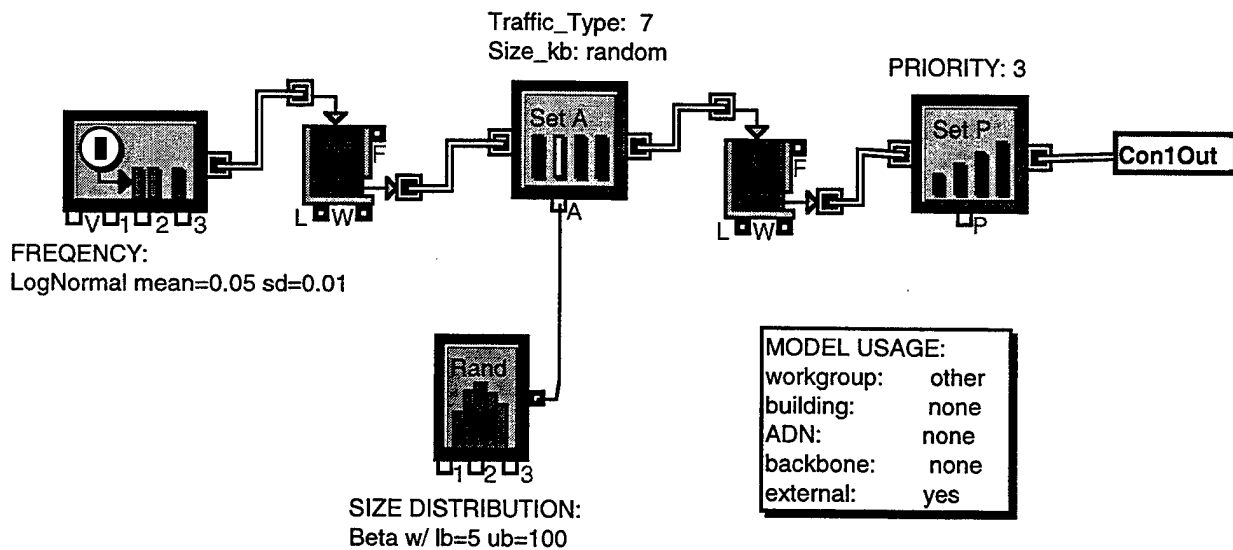 Traffic_Type: 7
Size_kb: random
PRIORITY: 3
Set A
Set P
Con1Out
F
F
V 1 2 3
L W
A
L W
P
FREQENCY:
LogNormal mean=0.05 sd=0.01
Rand
1 2 3
SIZE DISTRIBUTION:
Beta w/ lb=5 ub=100
MODEL USAGE:
workgroup: other
building: none
ADN: none
backbone: none
external: yes